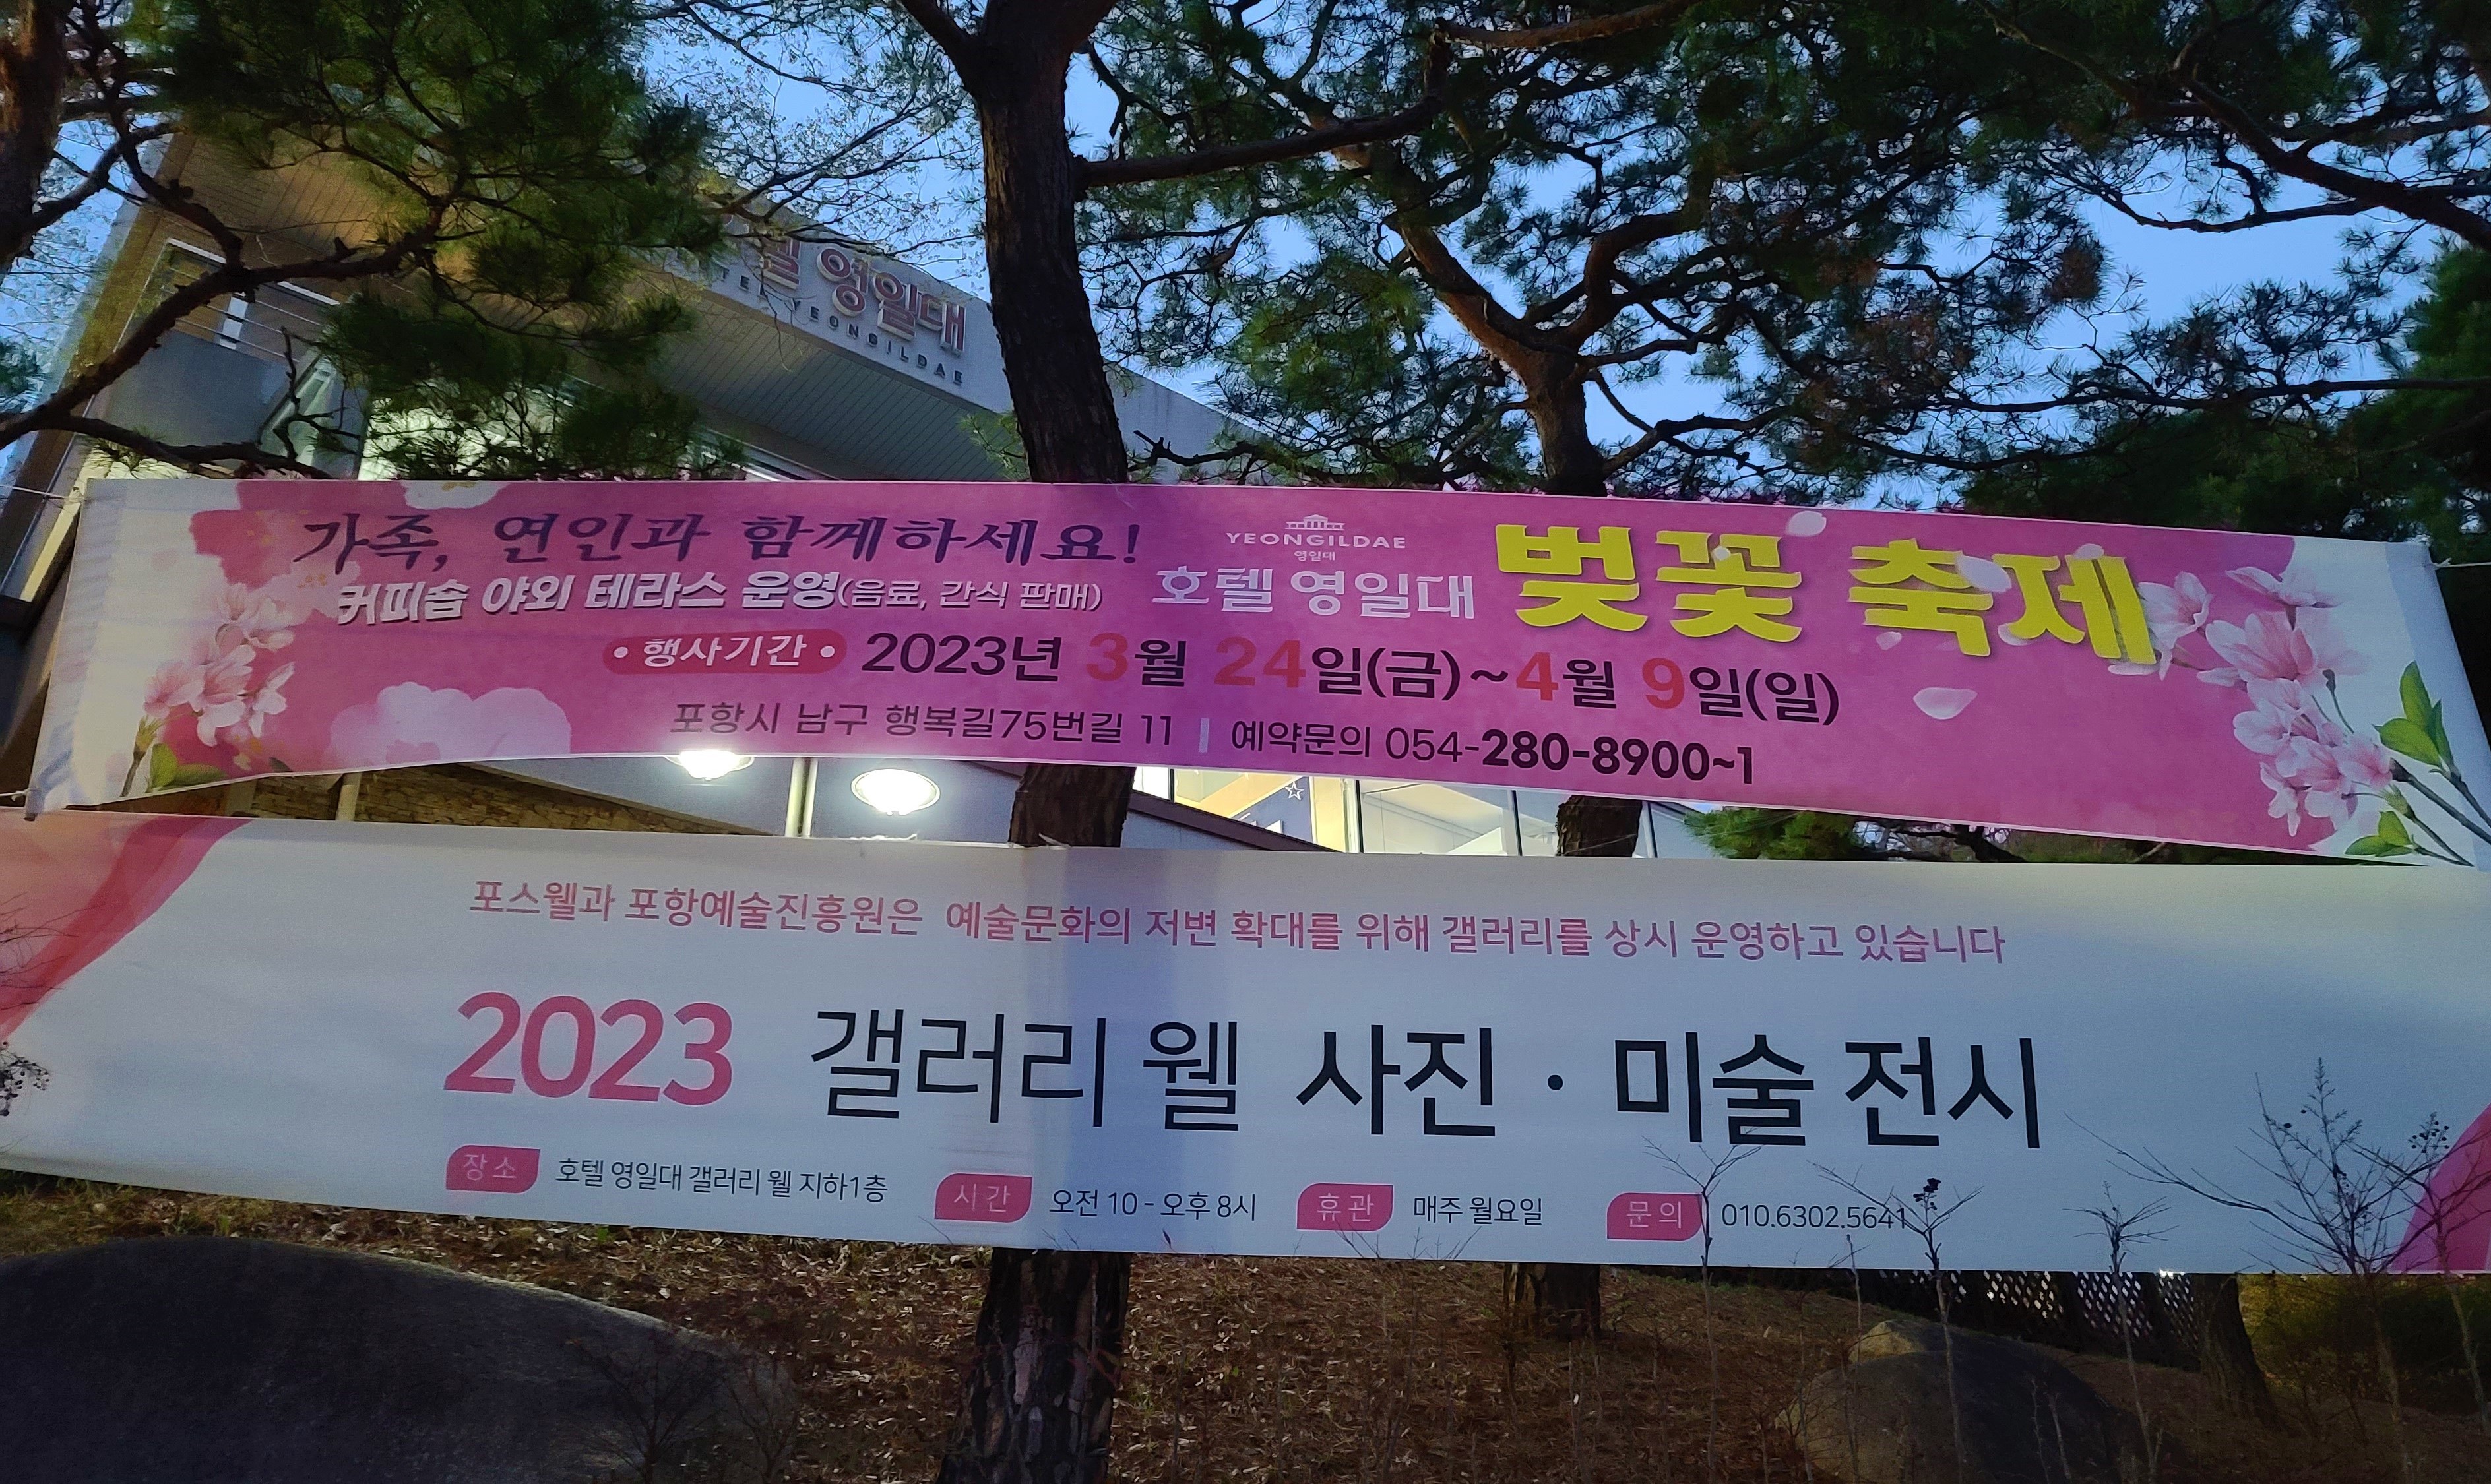 호텔 영일대
HOTEL YEONGILDAE
가족, 연인과 함께하세요!
커피숍 야외 테라스 운영(음료, 간식 판매)
YEONGILDAE
영일대
호텔 영일대 벚꽃 축제
• 행사기간 • 2023년 3월 24일(금)~4월 9일(일)
포항시 남구 행복길75번길 11 | 예약문의 054-280-8900~1
포스웰과 포항예술진흥원은 예술문화의 저변 확대를 위해 갤러리를 상시 운영하고 있습니다
2023 갤러리 웰 사진 · 미술 전시
장소 호텔 영일대 갤러리 웰 지하1층 시간 오전 10 - 오후 8시 휴관 매주 월요일 문의 010.6302.5641